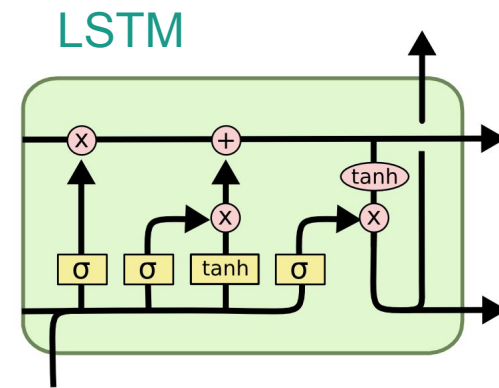 LSTM
x +
tanh
x x
σ σ tanh σ